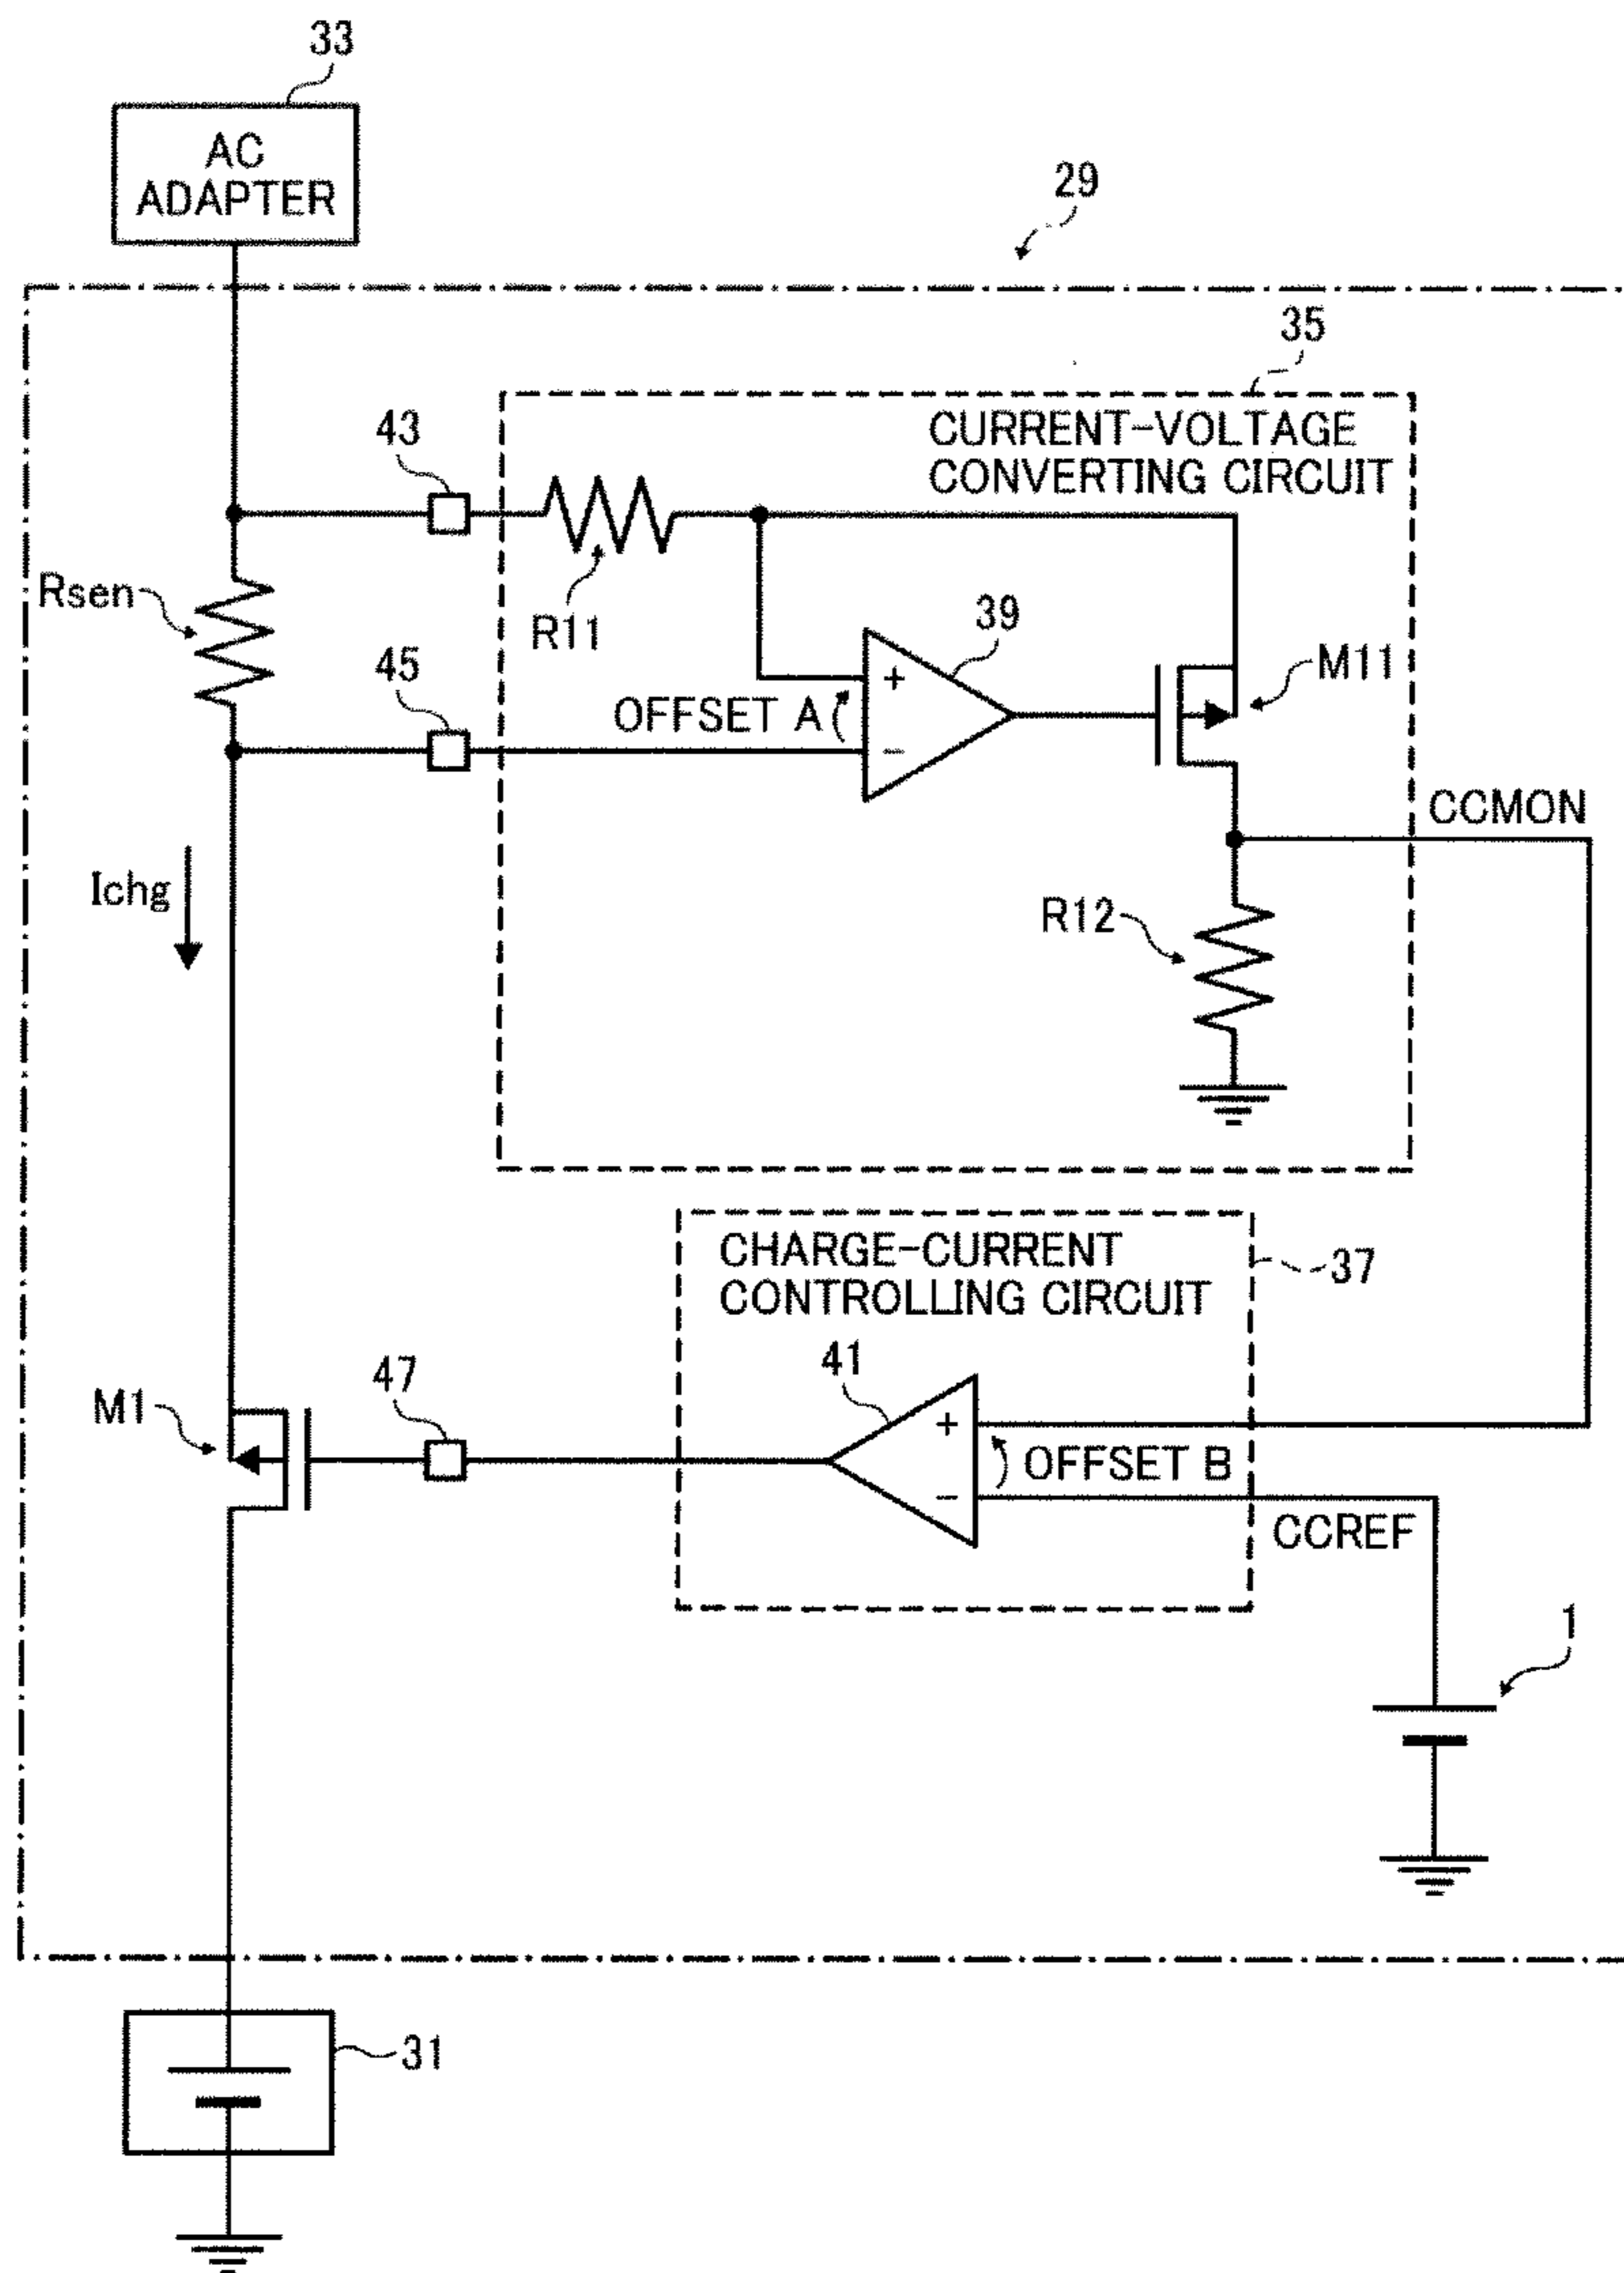 33
AC
ADAPTER
29
35
43
CURRENT-VOLTAGE
CONVERTING CIRCUIT
Rsen
R11
39
45
M11
+
OFFSET A
−
CCMON
Ichg
R12
CHARGE-CURRENT
CONTROLLING CIRCUIT
37
41
47
M1
+
OFFSET B
−
CCREF
1
31